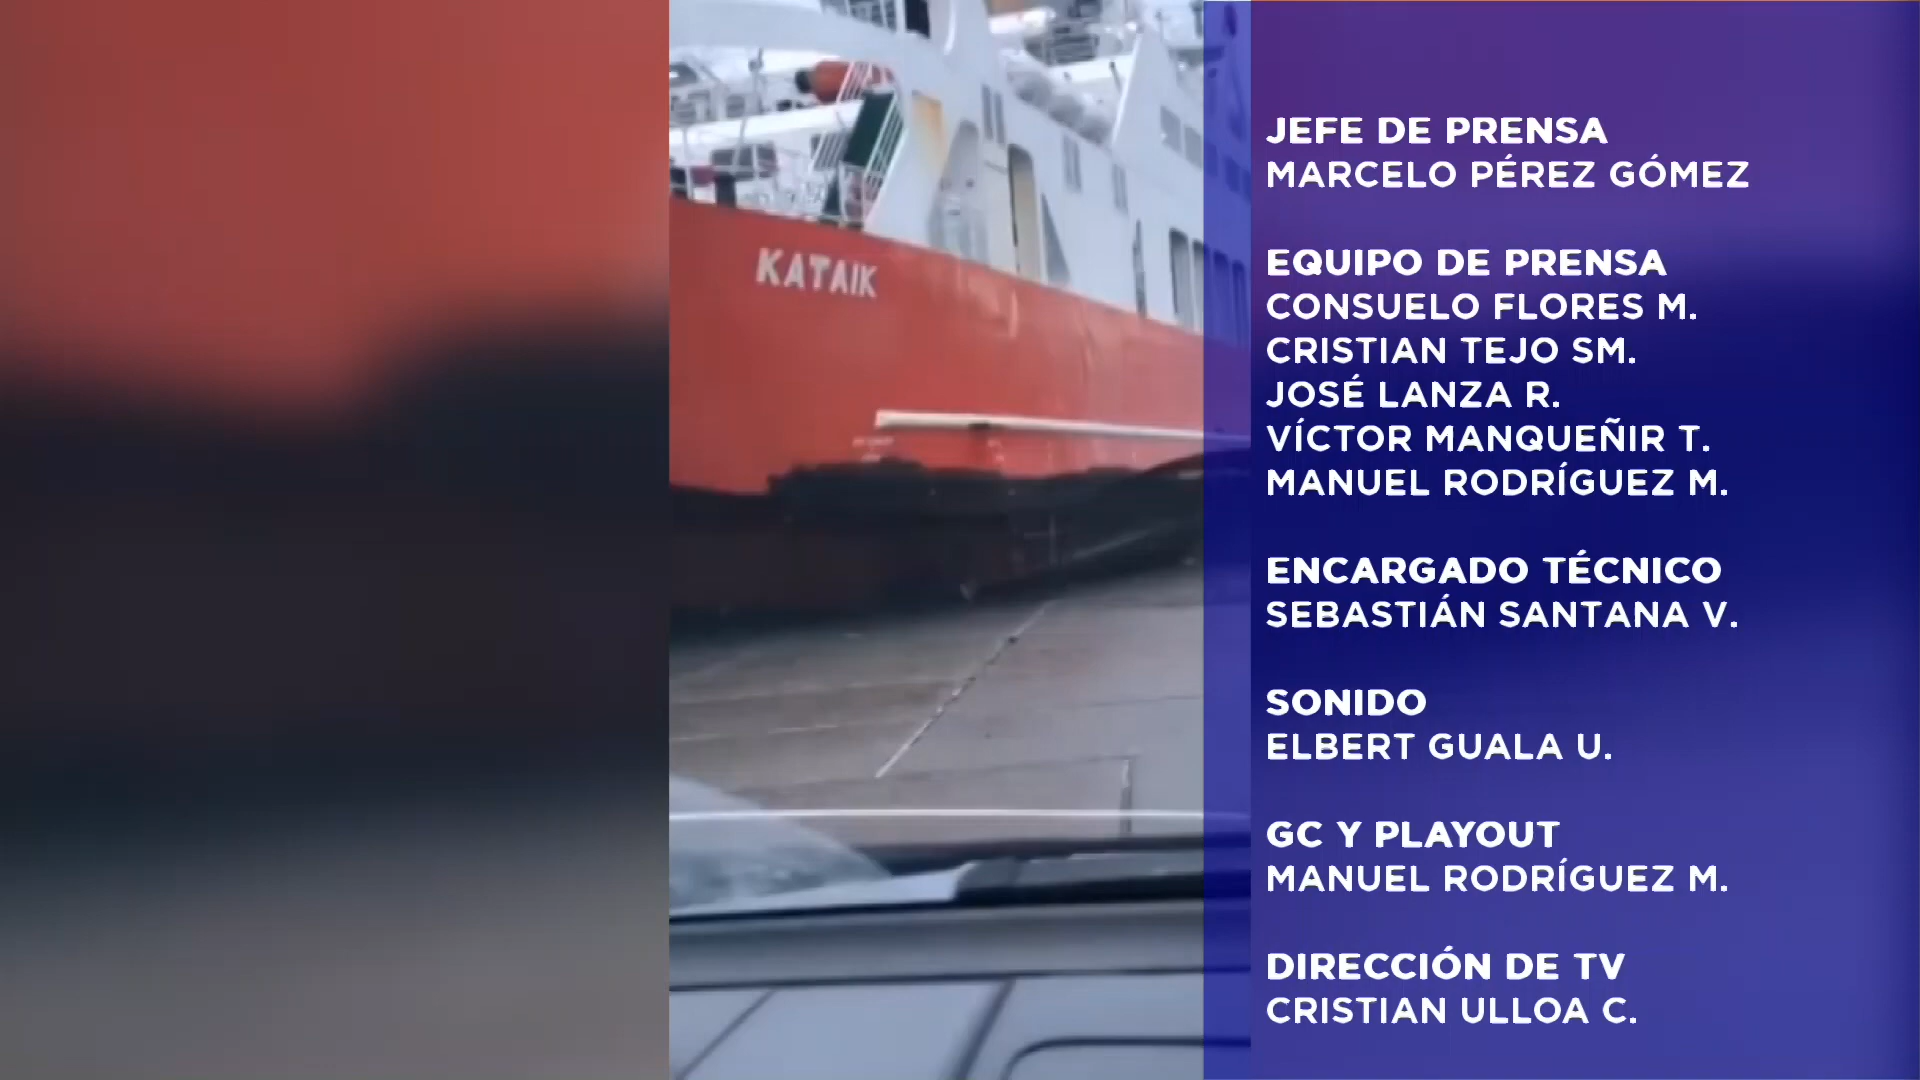 KATAIK
JEFE DE PRENSA
MARCELO PÉREZ GÓMEZ
EQUIPO DE PRENSA
CONSUELO FLORES M.
CRISTIAN TEJO SM.
JOSÉ LANZA R.
VÍCTOR MANQUEÑIR T.
MANUEL RODRÍGUEZ M.
ENCARGADO TÉCNICO
SEBASTIÁN SANTANA V.
SONIDO
ELBERT GUALA U.
GC Y PLAYOUT
MANUEL RODRÍGUEZ M.
DIRECCIÓN DE TV
CRISTIAN ULLOA C.